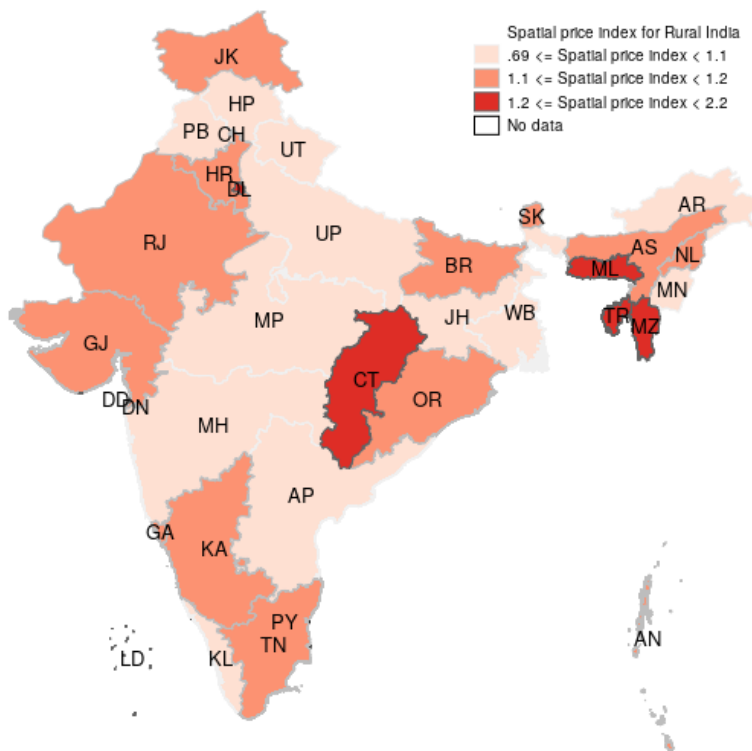 Spatial price index for Rural India
.69 <= Spatial price index < 1.1
1.1 <= Spatial price index < 1.2
1.2 <= Spatial price index < 2.2
No data
JK
HP
PB
CH
UT
HR
DL
RJ
UP
SK
AR
AS
NL
BR
ML
MN
GJ
MP
JH
WB
TR
MZ
CT
DD
DN
OR
MH
AP
GA
KA
PY
TN
KL
LD
AN